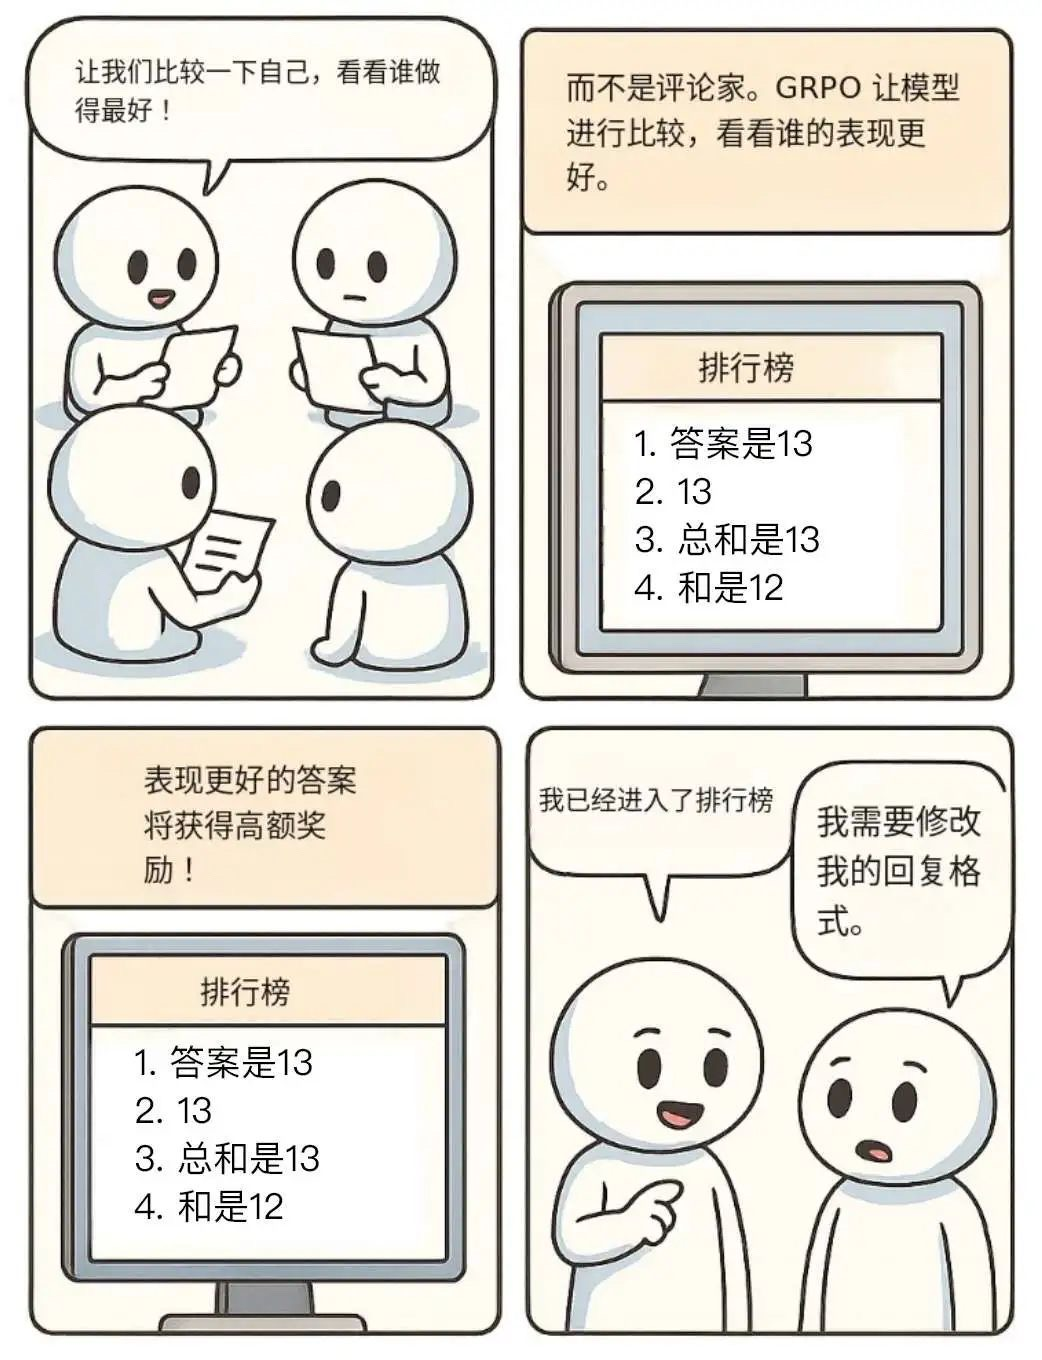 让我们比较一下自己，看看谁做
得最好！
而不是评论家。GRPO 让模型
进行比较，看看谁的表现更
好。
排行榜
1. 答案是13
2. 13
3. 总和是13
4. 和是12
表现更好的答案
将获得高额奖
励！
排行榜
1. 答案是13
2. 13
3. 总和是13
4. 和是12
我已经进入了排行榜
我需要修改
我的回复格
式。